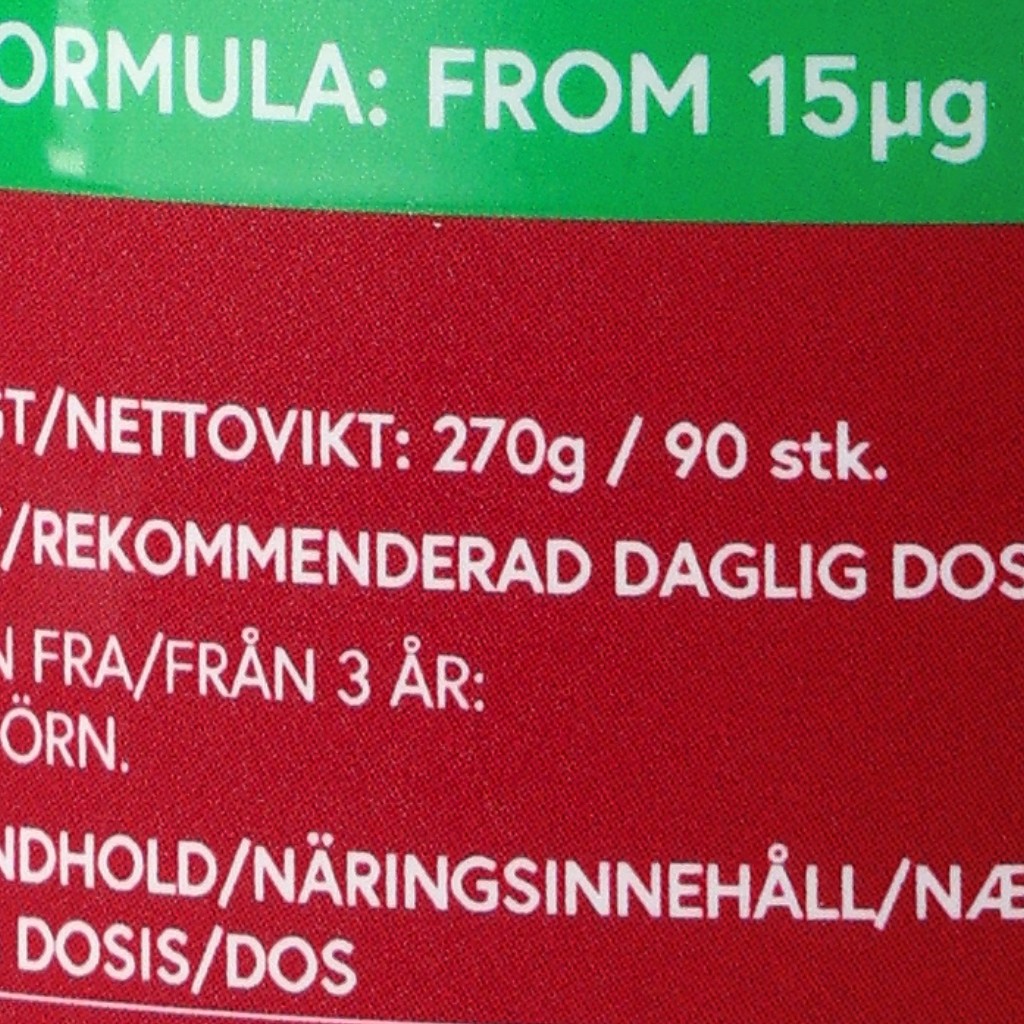 ORMULA: FROM 15µg
GT/NETTOVIKT: 270g / 90 stk.
/REKOMMENDERAD DAGLIG DOS
N FRA/FRÅN 3 ÅR:
ÖRN.
NDHOLD/NÄRINGSINNEHÅLL/NÆ
DOSIS/DOS